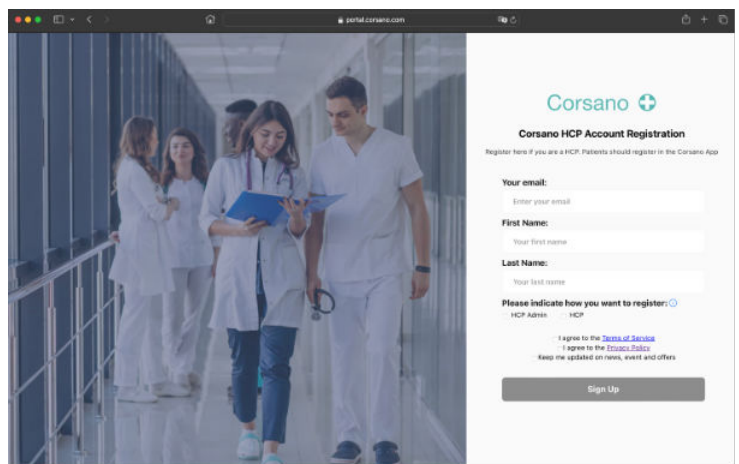 portal.corsano.com
Corsano
Corsano HCP Account Registration
Register here if you are a HCP. Patients should register in the Corsano App
Your email:
Enter your email
First Name:
Your first name
Last Name:
Your last name
Please indicate how you want to register:
HCP Admin HCP
I agree to the Terms of Service
I agree to the Privacy Policy
Keep me updated on news, event and offers
Sign Up